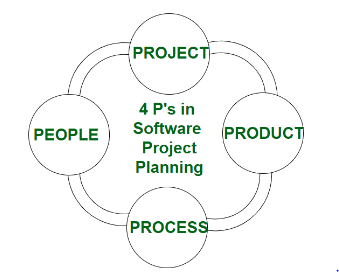 PROJECT
4 P's in
Software
Project
Planning
PEOPLE
PRODUCT
PROCESS